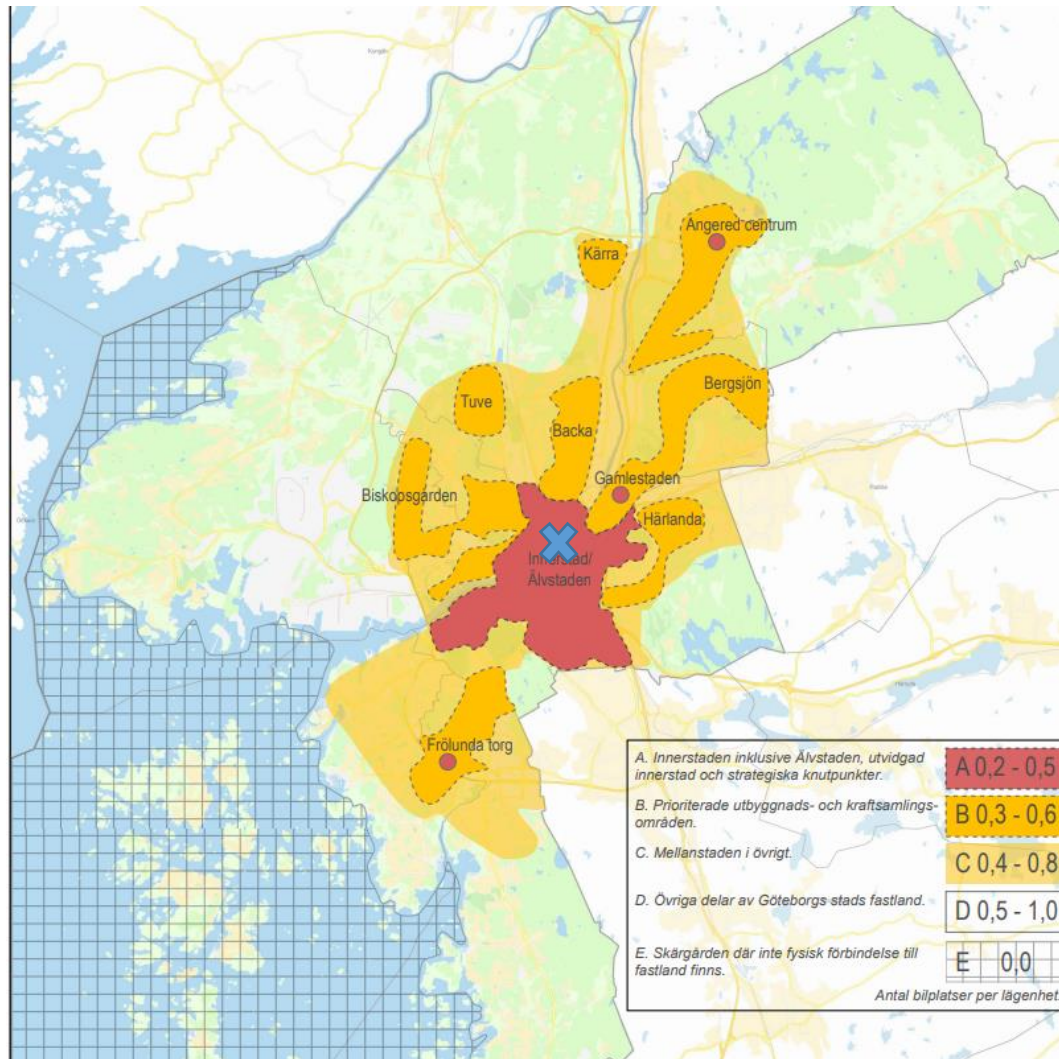 Angered centrum
Kärra
Bergsjön
Tuve
Backa
Biskopsgården
Gamlestaden
Härlanda
Innerstad/
Älvstaden
Frölunda torg
A. Innerstaden inklusive Älvstaden, utvidgad
innerstad och strategiska knutpunkter.
A 0,2 - 0,5
B. Prioriterade utbyggnads- och kraftsamlings-
områden.
B 0,3 - 0,6
C. Mellanstaden i övrigt.
C 0,4 - 0,8
D. Övriga delar av Göteborgs stads fastland.
D 0,5 - 1,0
E. Skärgården där inte fysisk förbindelse till
fastland finns.
E 0,0
Antal bilplatser per lägenhet.